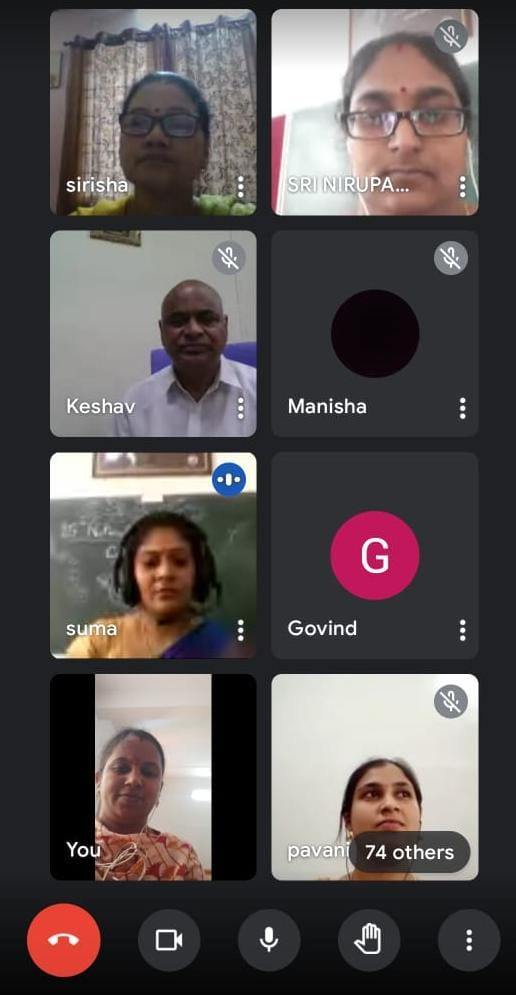 sirisha
SRI NIRUPA...
Keshav
Manisha
suma
G
Govind
You
pavani
74 others